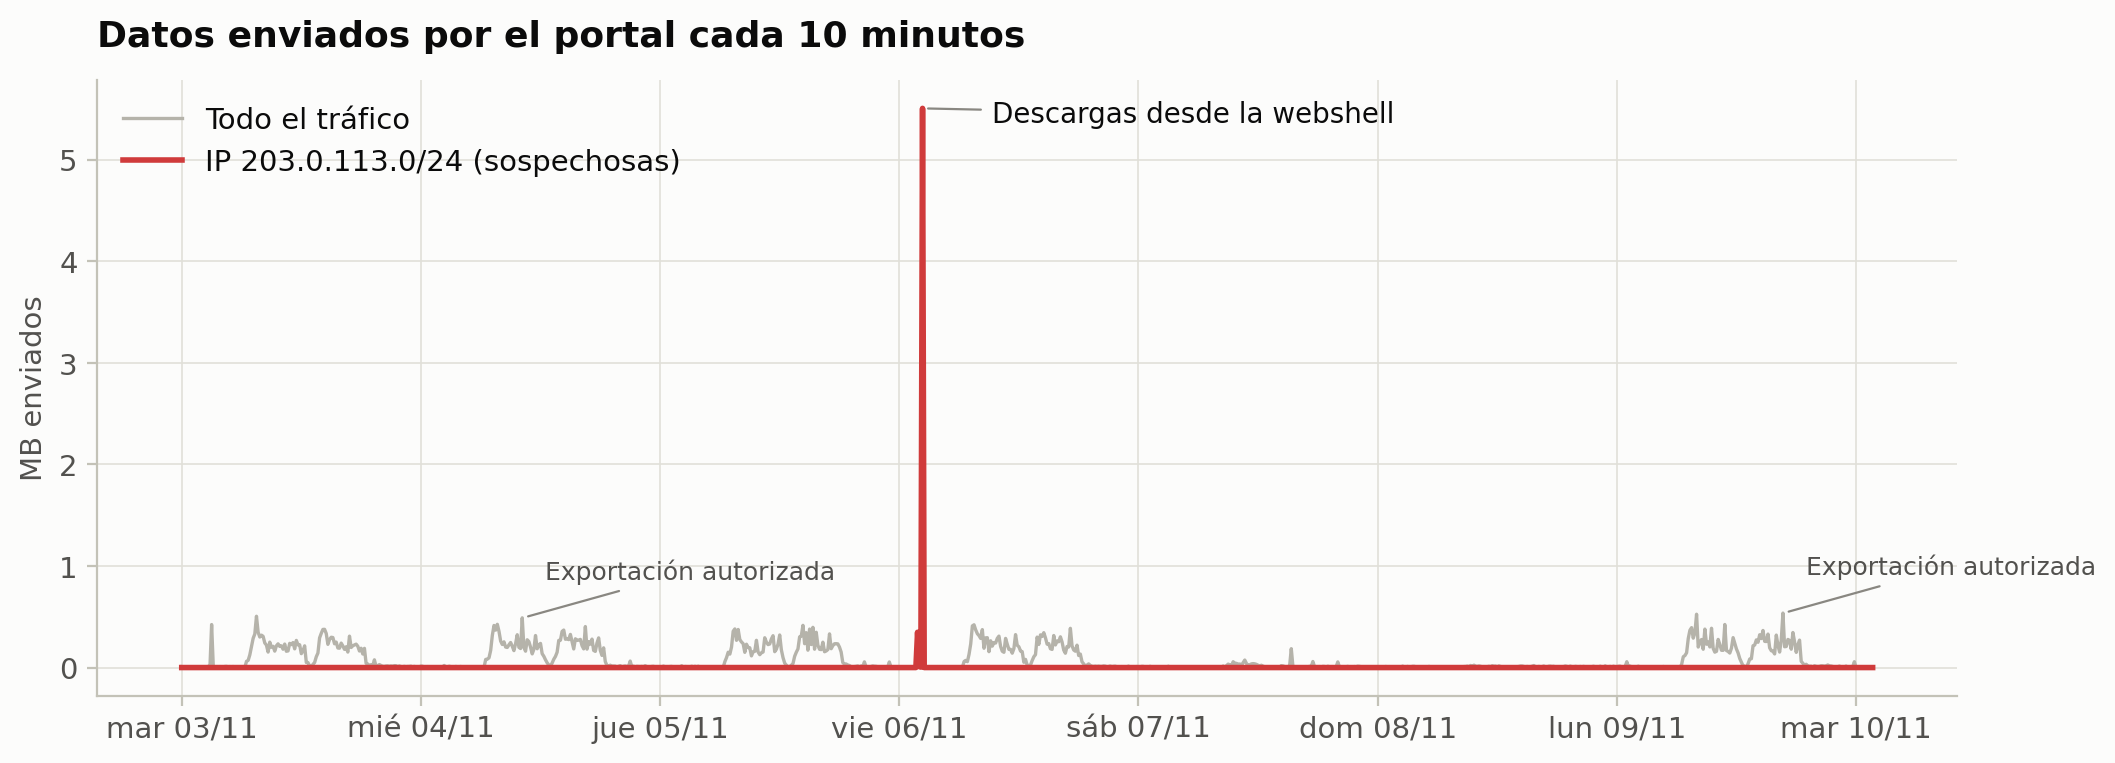 Datos enviados por el portal cada 10 minutos
Todo el tráfico
IP 203.0.113.0/24 (sospechosas)
Descargas desde la webshell
Exportación autorizada
Exportación autorizada
MB enviados
5
4
3
2
1
0
mar 03/11
mié 04/11
jue 05/11
vie 06/11
sáb 07/11
dom 08/11
lun 09/11
mar 10/11